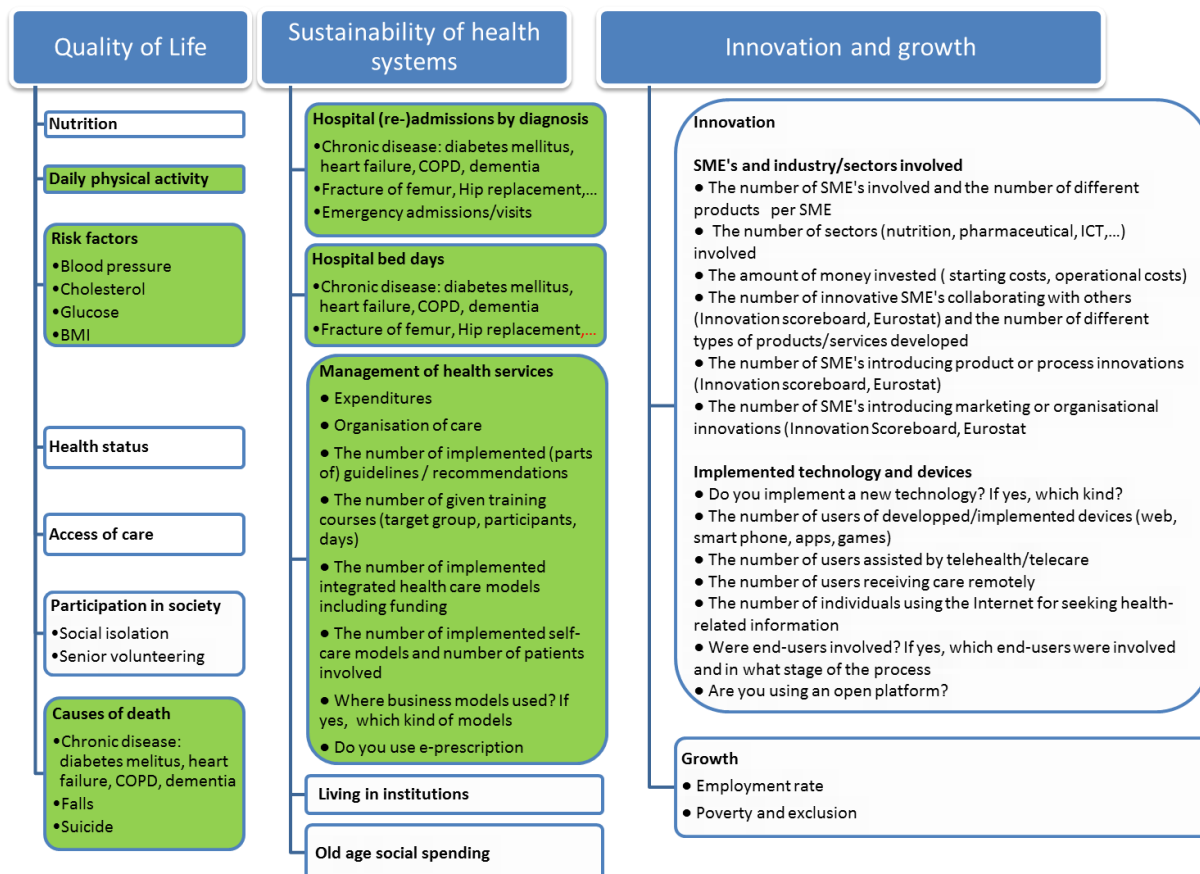 Quality of Life
Nutrition
Daily physical activity
Risk factors
•Blood pressure
•Cholesterol
•Glucose
•BMI
Health status
Access of care
Participation in society
•Social isolation
•Senior volunteering
Causes of death
•Chronic disease:
diabetes melitus, heart
failure, COPD, dementia
•Falls
•Suicide
Sustainability of health
systems
Hospital (re-)admissions by diagnosis
•Chronic disease: diabetes mellitus,
heart failure, COPD, dementia
•Fracture of femur, Hip replacement,...
•Emergency admissions/visits
Hospital bed days
•Chronic disease: diabetes mellitus,
heart failure, COPD, dementia
•Fracture of femur, Hip replacement,...
Management of health services
● Expenditures
● Organisation of care
● The number of implemented (parts
of) guidelines / recommendations
● The number of given training
courses (target group, participants,
days)
● The number of implemented
integrated health care models
including funding
● The number of implemented self-
care models and number of patients
involved
● Where business models used? If
yes, which kind of models
● Do you use e-prescription
Living in institutions
Old age social spending
Innovation and growth
Innovation
SME's and industry/sectors involved
● The number of SME's involved and the number of different
products per SME
● The number of sectors (nutrition, pharmaceutical, ICT,...)
involved
● The amount of money invested ( starting costs, operational costs)
● The number of innovative SME's collaborating with others
(Innovation scoreboard, Eurostat) and the number of different
types of products/services developed
● The number of SME's introducing product or process innovations
(Innovation scoreboard, Eurostat)
● The number of SME's introducing marketing or organisational
innovations (Innovation Scoreboard, Eurostat
Implemented technology and devices
● Do you implement a new technology? If yes, which kind?
● The number of users of developped/implemented devices (web,
smart phone, apps, games)
● The number of users assisted by telehealth/telecare
● The number of users receiving care remotely
● The number of individuals using the Internet for seeking health-
related information
● Were end-users involved? If yes, which end-users were involved
and in what stage of the process
● Are you using an open platform?
Growth
● Employment rate
● Poverty and exclusion